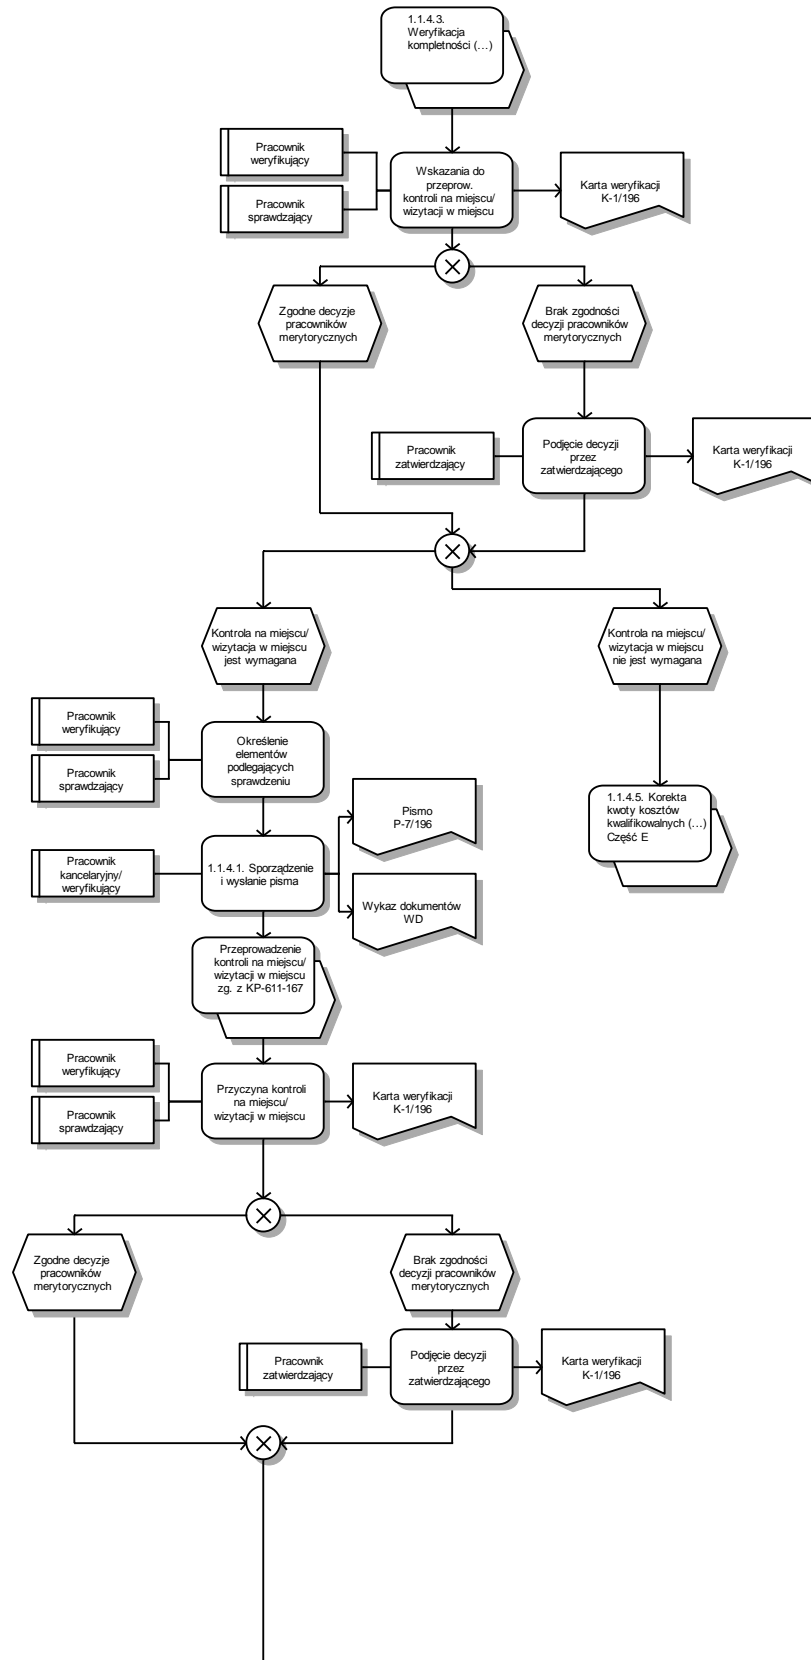 1.1.4.3.
Weryfikacja
kompletności (…)
Pracownik
weryfikujący
Pracownik
sprawdzający
Wskazania do
przeprow.
kontroli na miejscu/
wizytacji w miejscu
Karta weryfikacji
K-1/196
Zgodne decyzje
pracowników
merytorycznych
Brak zgodności
decyzji pracowników
merytorycznych
Pracownik
zatwierdzający
Podjęcie decyzji
przez
zatwierdzającego
Karta weryfikacji
K-1/196
Kontrola na miejscu/
wizytacja w miejscu
jest wymagana
Kontrola na miejscu/
wizytacja w miejscu
nie jest wymagana
Pracownik
weryfikujący
Pracownik
sprawdzający
Określenie
elementów
podlegających
sprawdzeniu
Pismo
P-7/196
1.1.4.5. Korekta
kwoty kosztów
kwalifikowalnych (…)
Część E
Pracownik
kancelaryjny/
weryfikujący
1.1.4.1. Sporządzenie
i wysłanie pisma
Wykaz dokumentów
WD
Przeprowadzenie
kontroli na miejscu/
wizytacji w miejscu
zg. z KP-611-167
Pracownik
weryfikujący
Pracownik
sprawdzający
Przyczyna kontroli
na miejscu/
wizytacji w miejscu
Karta weryfikacji
K-1/196
Zgodne decyzje
pracowników
merytorycznych
Brak zgodności
decyzji pracowników
merytorycznych
Pracownik
zatwierdzający
Podjęcie decyzji
przez
zatwierdzającego
Karta weryfikacji
K-1/196